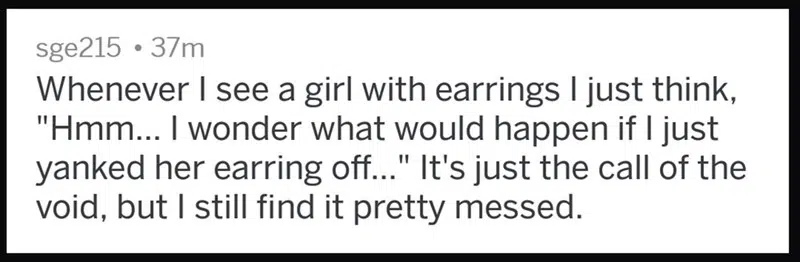 sge215 • 37m
Whenever I see a girl with earrings I just think,
"Hmm... I wonder what would happen if I just
yanked her earring off..." It's just the call of the
void, but I still find it pretty messed.